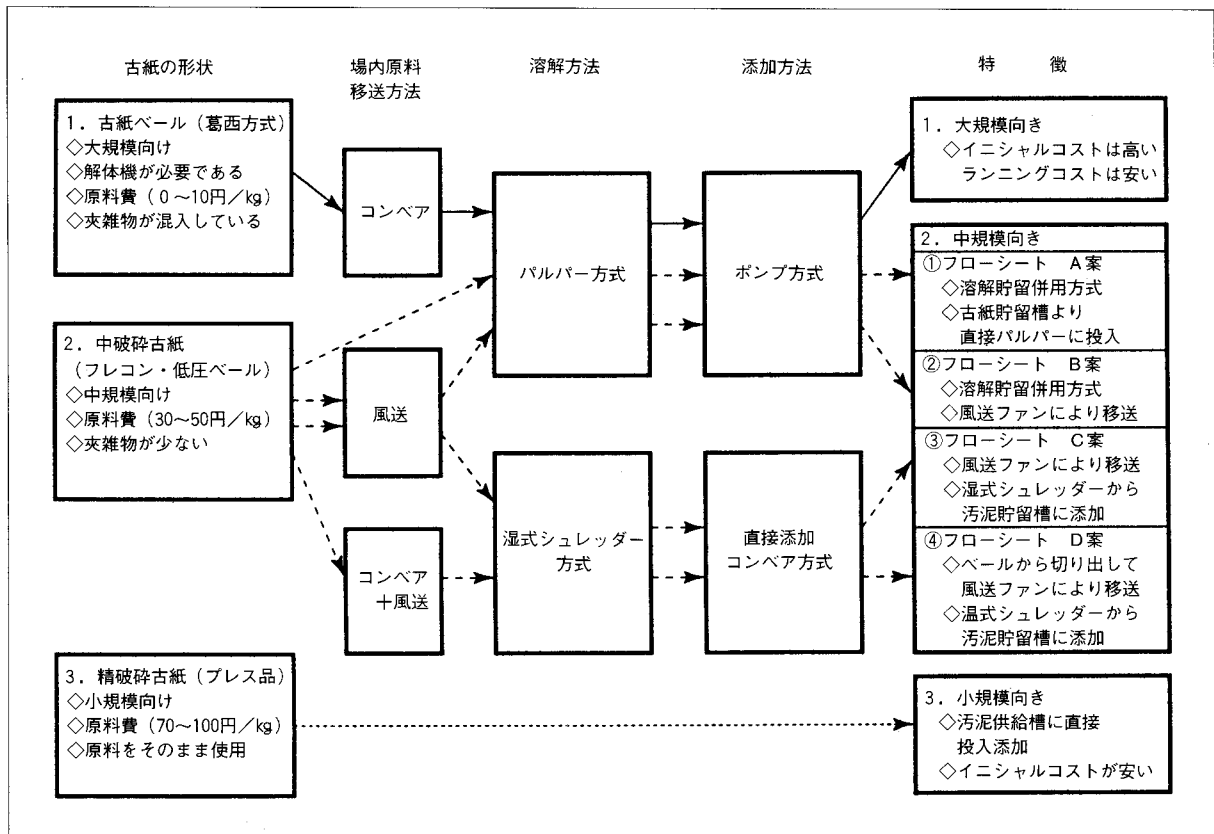 古紙の形状
場内原料
移送方法
溶解方法
添加方法
特　徴
1．古紙ベール（葛西方式）
◇大規模向け
◇解体機が必要である
◇原料費（0～10円／kg）
◇夾雑物が混入している
2．中破砕古紙
（フレコン・低圧ベール）
◇中規模向け
◇原料費（30～50円／kg）
◇夾雑物が少ない
3．精破砕古紙（プレス品）
◇小規模向け
◇原料費（70～100円／kg）
◇原料をそのまま使用
コンベア
風送
コンベア
＋風送
パルパー方式
湿式シュレッダー
方式
ポンプ方式
直接添加
コンベア方式
1．大規模向き
◇イニシャルコストは高い
ランニングコストは安い
2．中規模向き
①フローシート　A案
◇溶解貯留併用方式
◇古紙貯留槽より
直接パルパーに投入
②フローシート　B案
◇溶解貯留併用方式
◇風送ファンにより移送
③フローシート　C案
◇風送ファンにより移送
◇湿式シュレッダーから
汚泥貯留槽に添加
④フローシート　D案
◇ベールから切り出して
風送ファンにより移送
◇温式シュレッダーから
汚泥貯留槽に添加
3．小規模向き
◇汚泥供給槽に直接
投入添加
◇イニシャルコストが安い